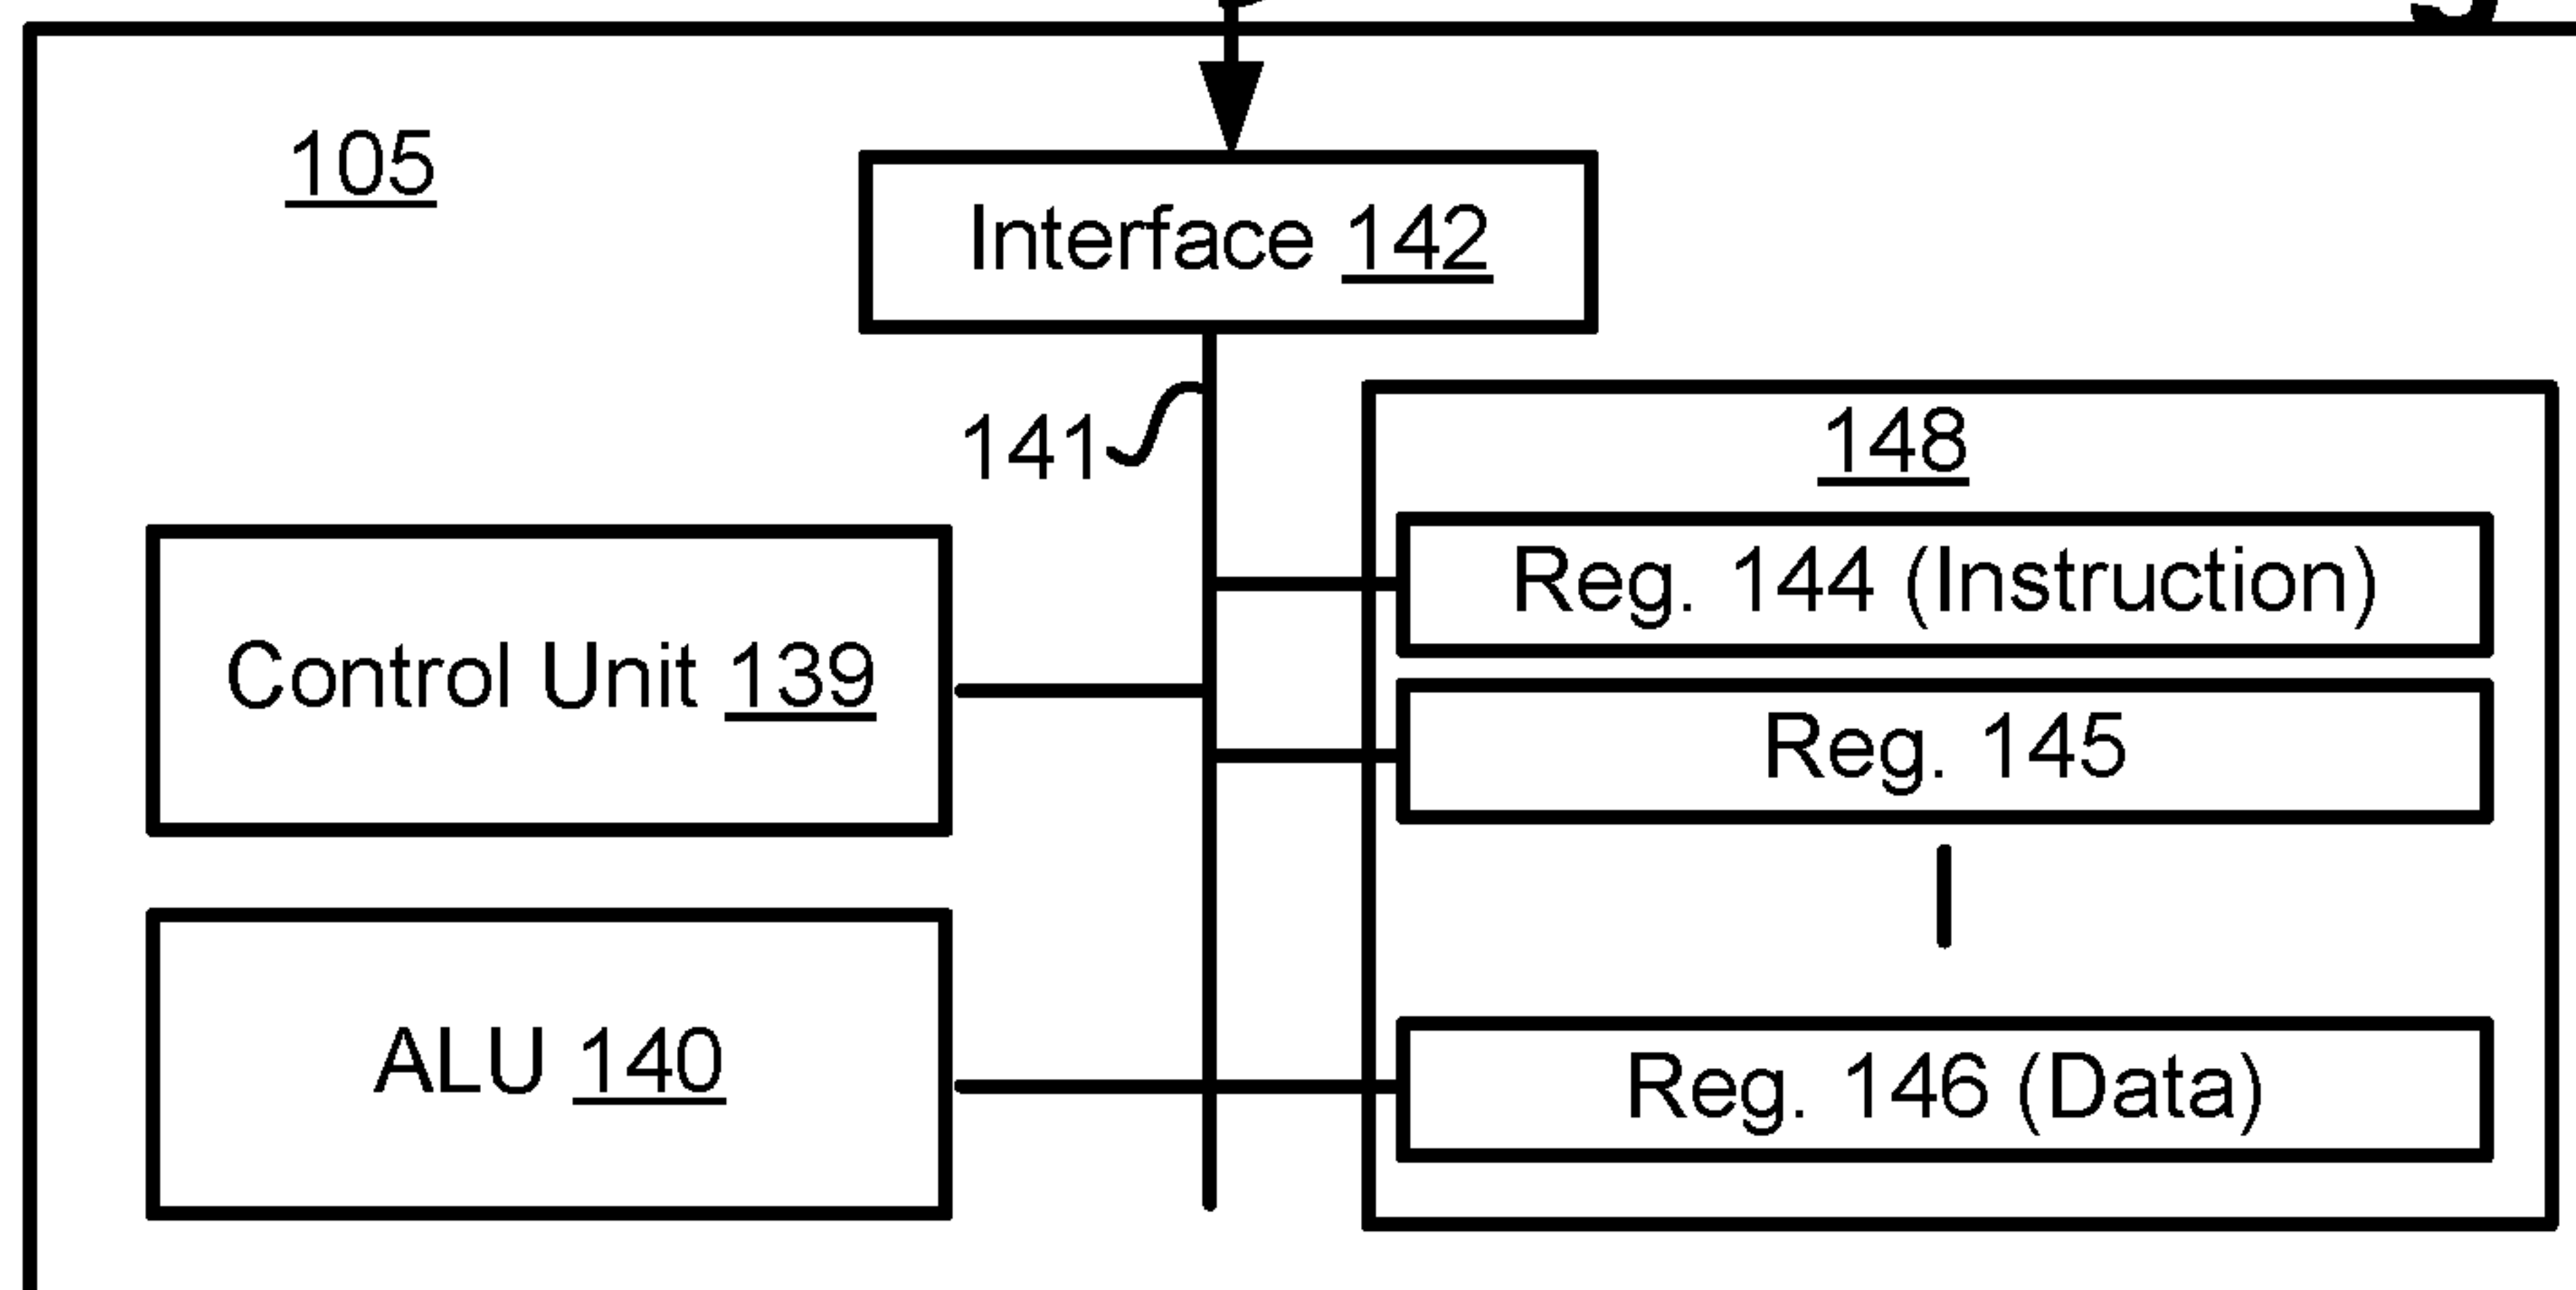 105
Interface 142
141
148
Reg. 144 (Instruction)
Control Unit 139
Reg. 145
ALU 140
Reg. 146 (Data)